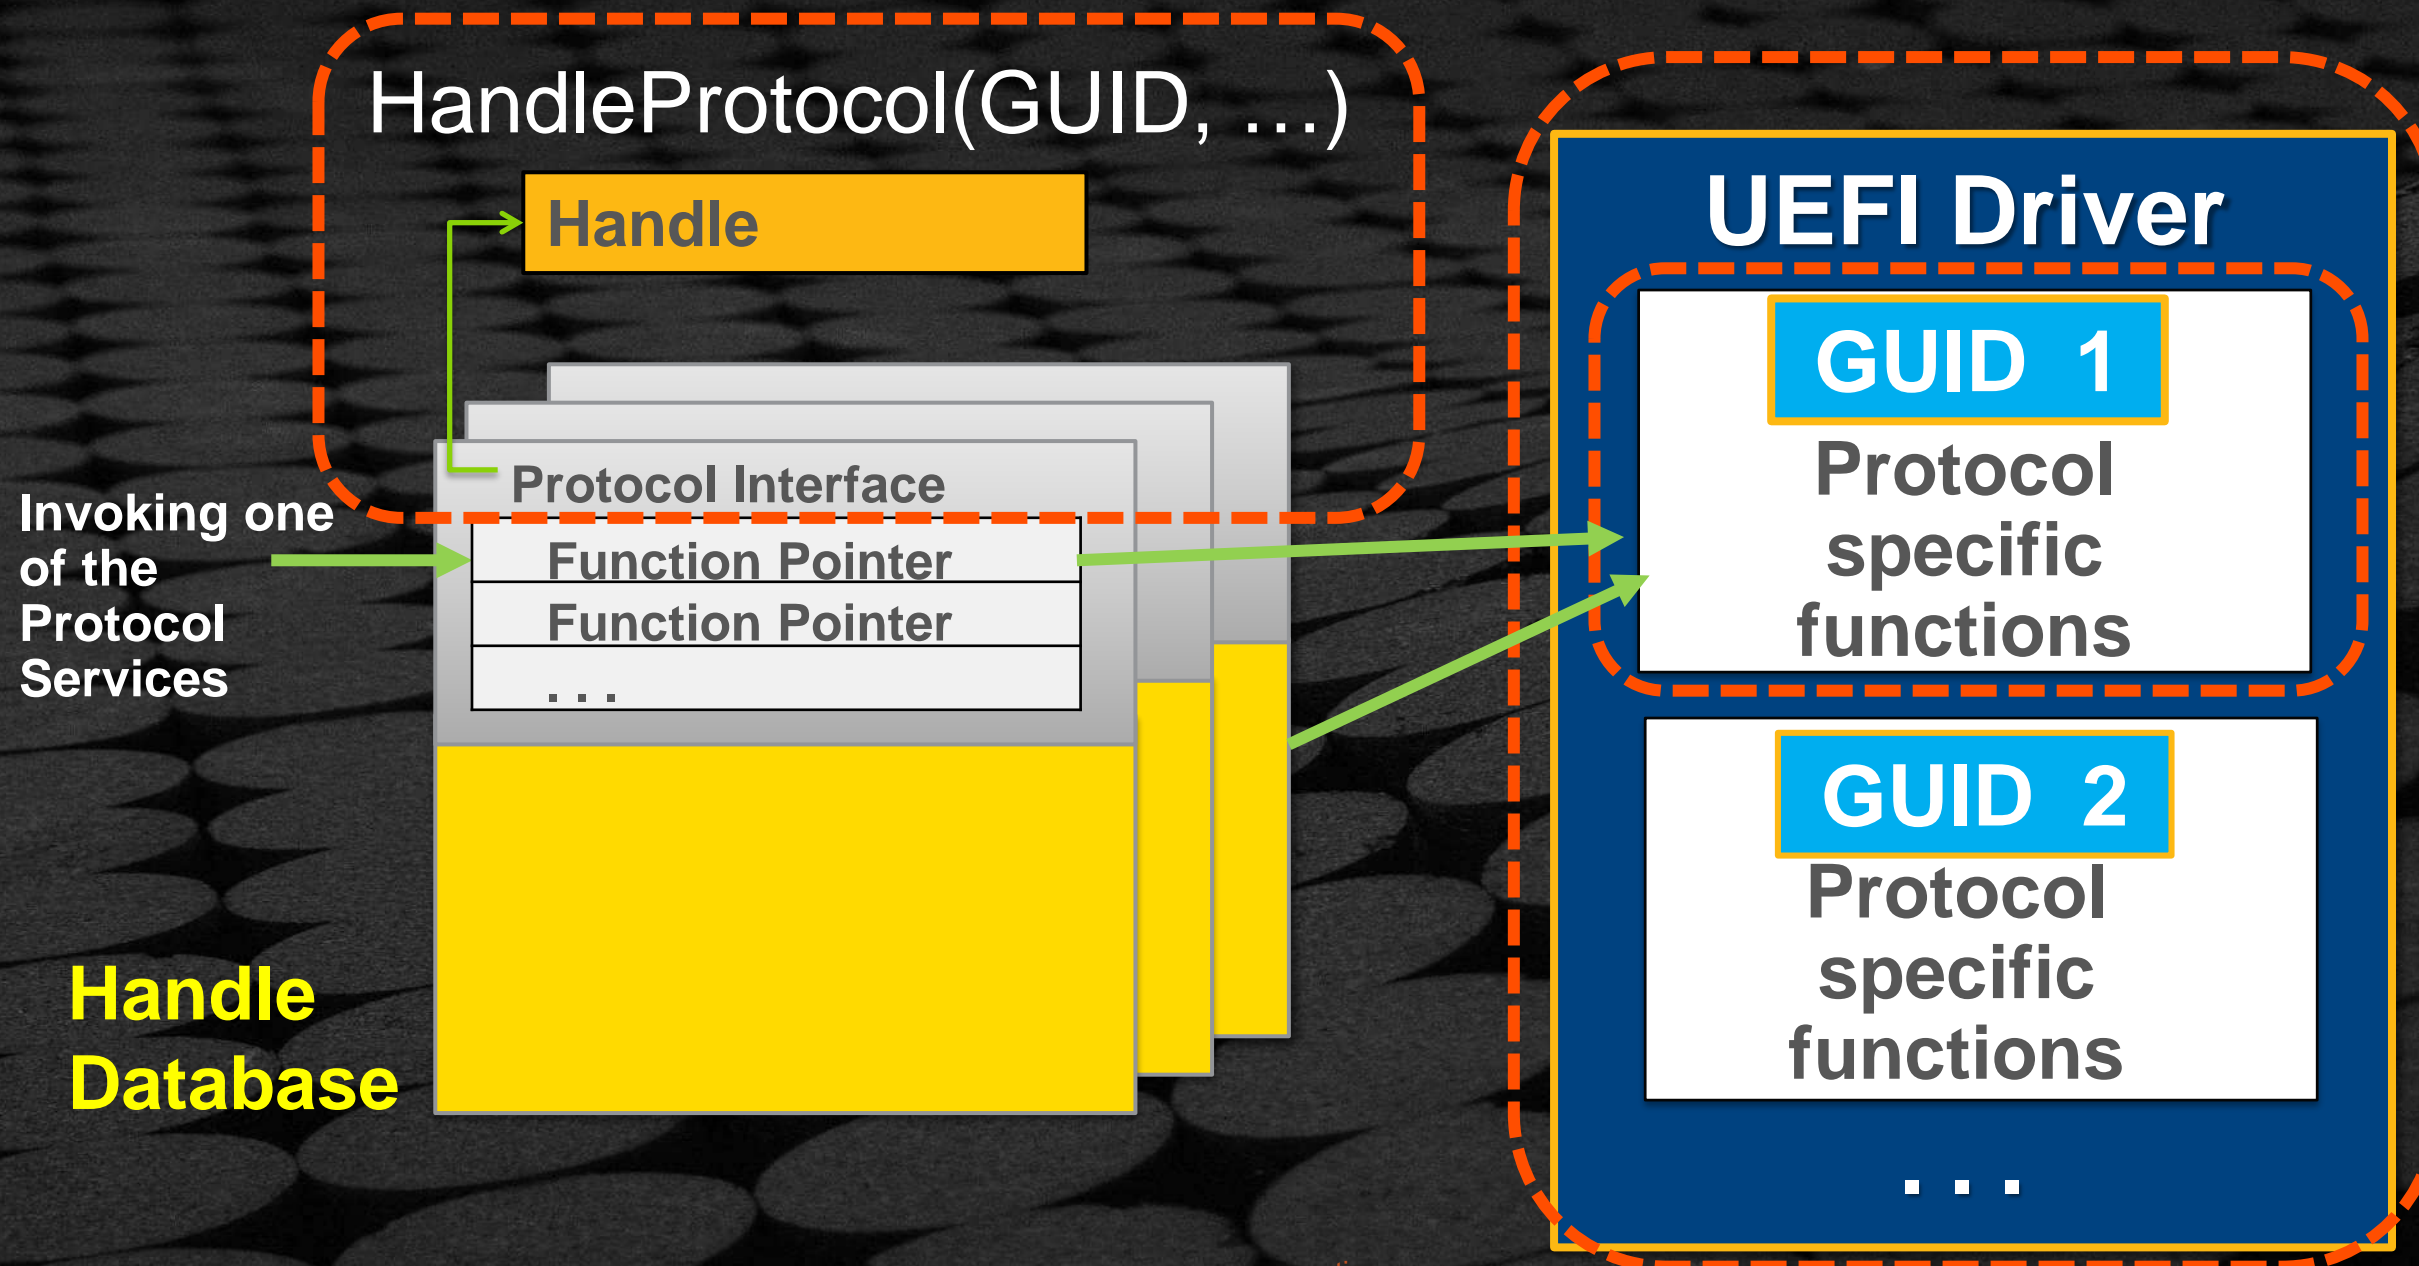 HandleProtocol(GUID, …)
Handle
Protocol Interface
Function Pointer
Function Pointer
. . .
Invoking one
of the
Protocol
Services
Handle
Database
UEFI Driver
GUID 1
Protocol
specific
functions
GUID 2
Protocol
specific
functions
. . .